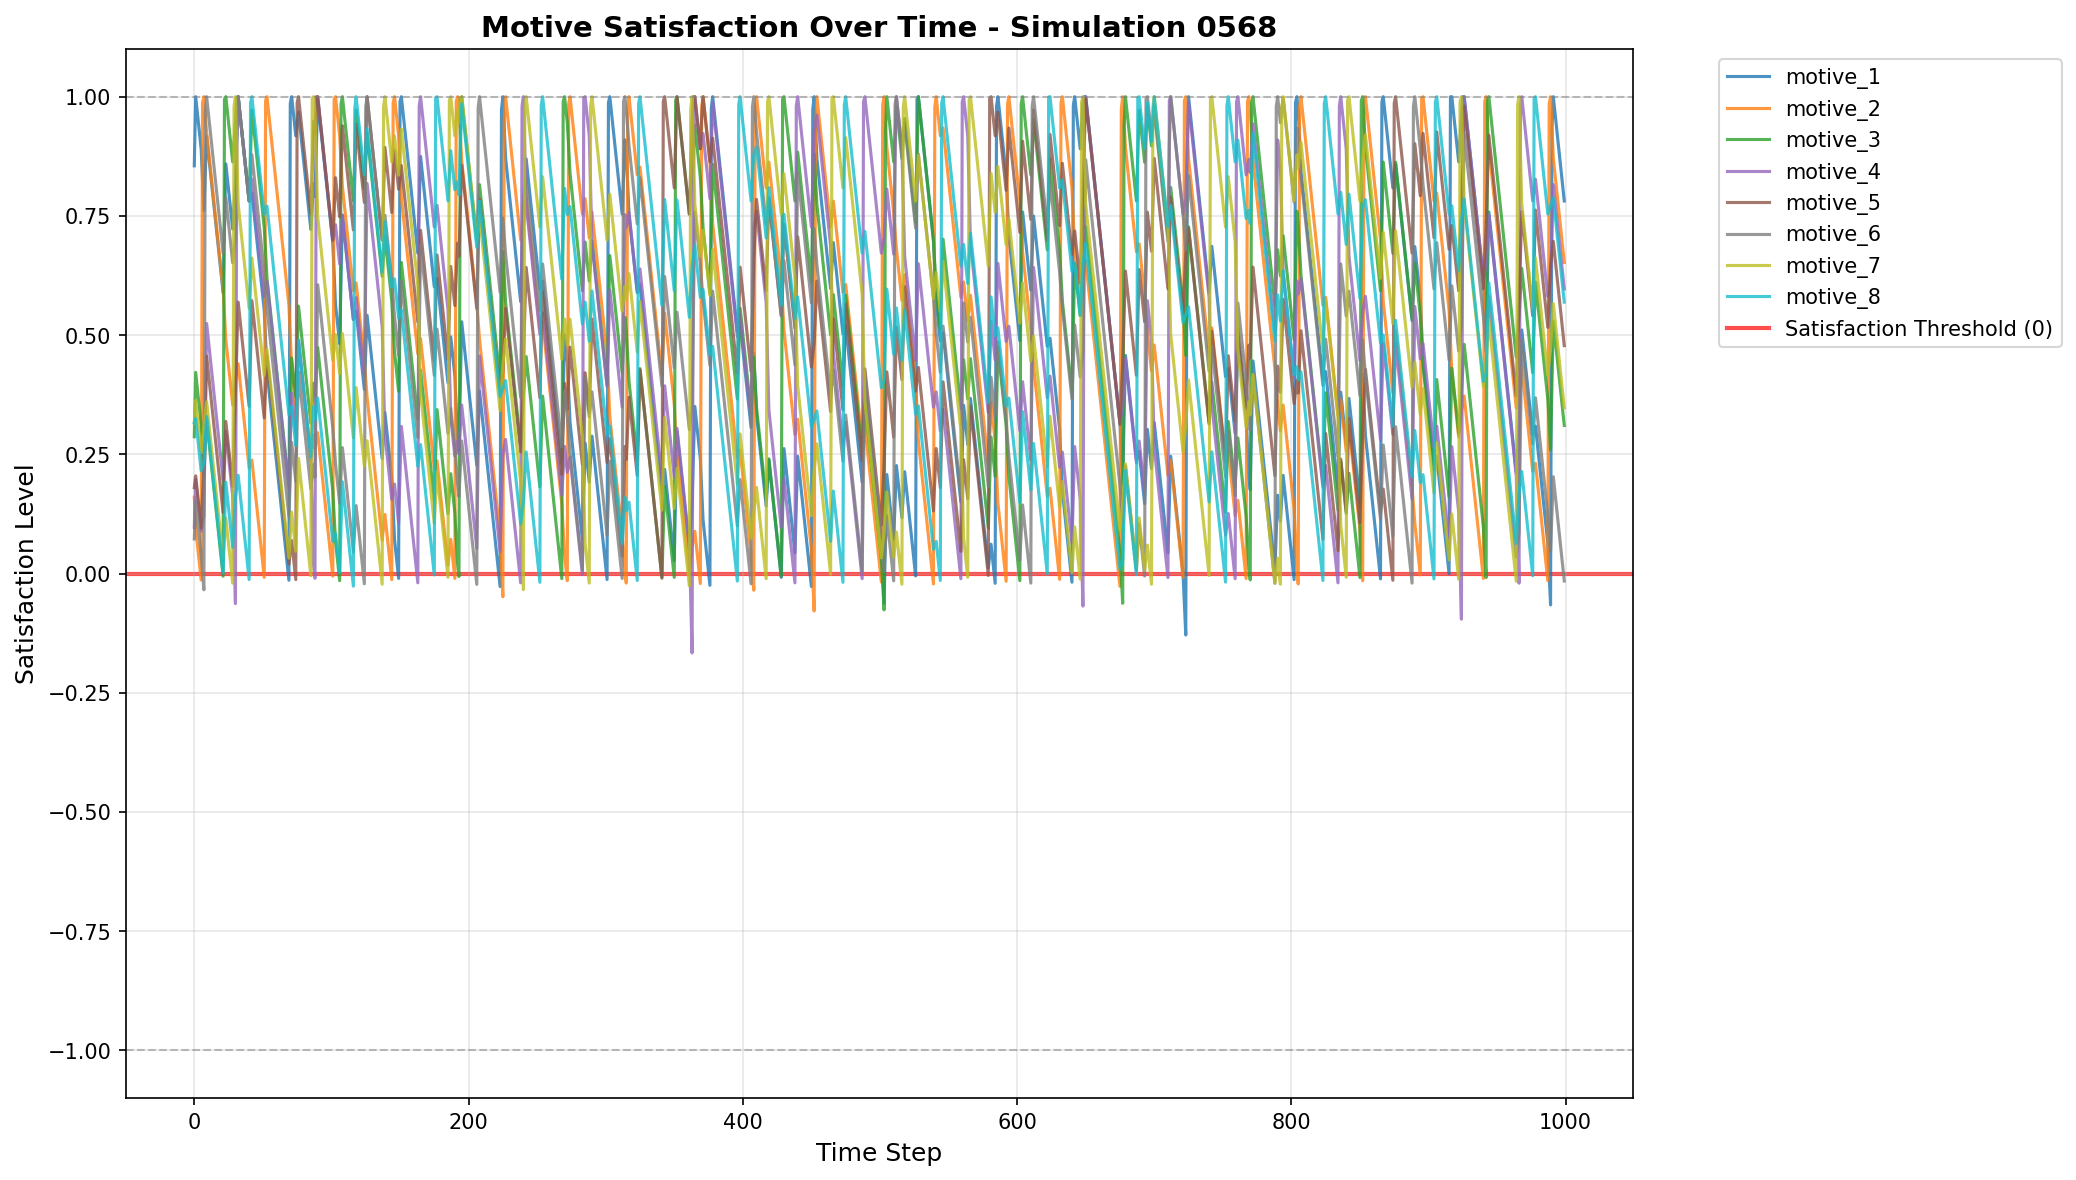 Motive Satisfaction Over Time - Simulation 0568
Satisfaction Level
1.00
0.75
0.50
0.25
0.00
−0.25
−0.50
−0.75
−1.00
0
200
400
600
800
1000
Time Step
motive_1
motive_2
motive_3
motive_4
motive_5
motive_6
motive_7
motive_8
Satisfaction Threshold (0)